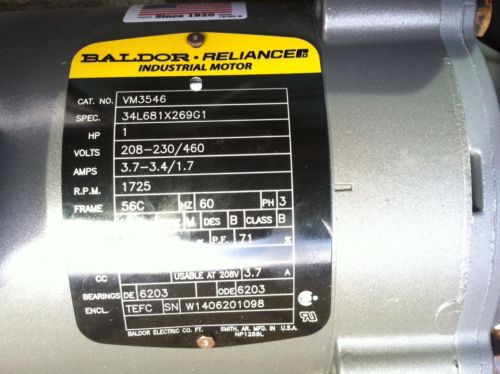 Since 1920
BALDOR · RELIANCE
INDUSTRIAL MOTOR
CAT. NO. VM3546
SPEC. 34L681X269G1
HP 1
VOLTS 208-230/460
AMPS 3.7-3.4/1.7
R.P.M. 1725
FRAME 56C HZ 60 PH 3
M DES B CLASS B
P.F. 71 %
CC USABLE AT 208V 3.7 A
BEARINGS DE 6203 ODE 6203
ENCL. TEFC SN W1406201098
BALDOR ELECTRIC CO. FT. SMITH, AR. MFG. IN U.S.A.
NP1256L